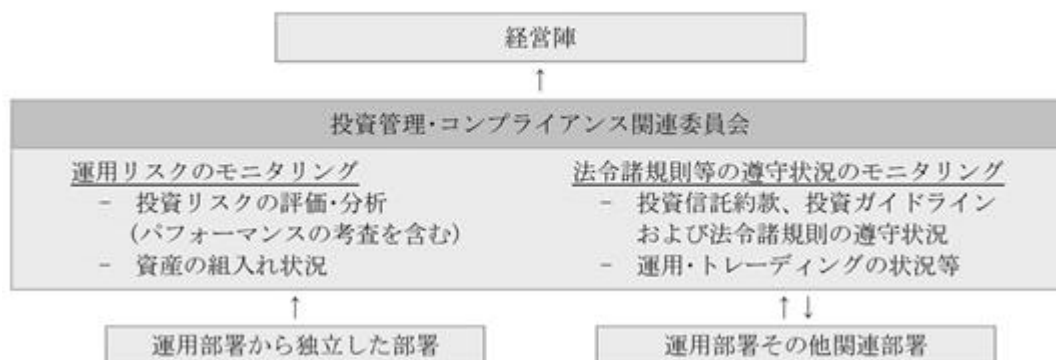 経営陣
↑
投資管理･コンプライアンス関連委員会
運用リスクのモニタリング
－ 投資リスクの評価･分析
(パフォーマンスの考査を含む)
－ 資産の組入れ状況
法令諸規則等の遵守状況のモニタリング
－ 投資信託約款、投資ガイドライン
および法令諸規則の遵守状況
－ 運用･トレーディングの状況等
↑
↑↓
運用部署から独立した部署
運用部署その他関連部署